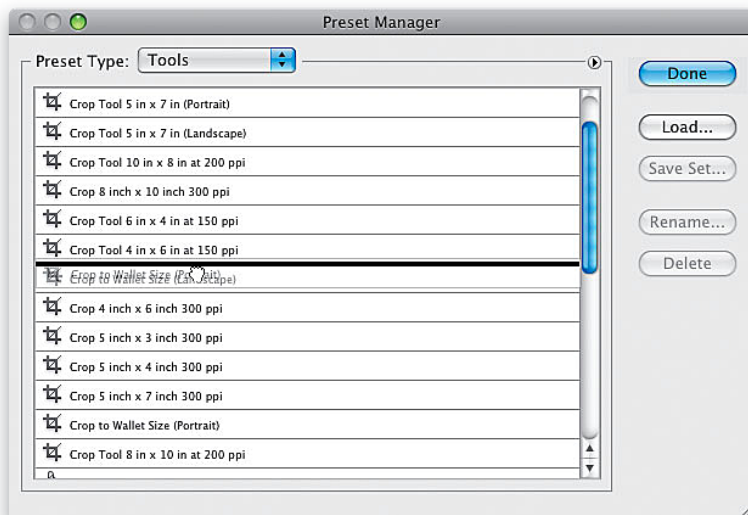 Preset Manager
Preset Type: Tools
Done
Crop Tool 5 in x 7 in (Portrait)
Crop Tool 5 in x 7 in (Landscape)
Load...
Crop Tool 10 in x 8 in at 200 ppi
Save Set...
Crop 8 inch x 10 inch 300 ppi
Crop Tool 6 in x 4 in at 150 ppi
Rename...
Crop Tool 4 in x 6 in at 150 ppi
Delete
Crop to Wallet Size (Portrait)
Crop to Wallet Size (Landscape)
Crop 4 inch x 6 inch 300 ppi
Crop 5 inch x 3 inch 300 ppi
Crop 5 inch x 4 inch 300 ppi
Crop 5 inch x 7 inch 300 ppi
Crop to Wallet Size (Portrait)
Crop Tool 8 in x 10 in at 200 ppi